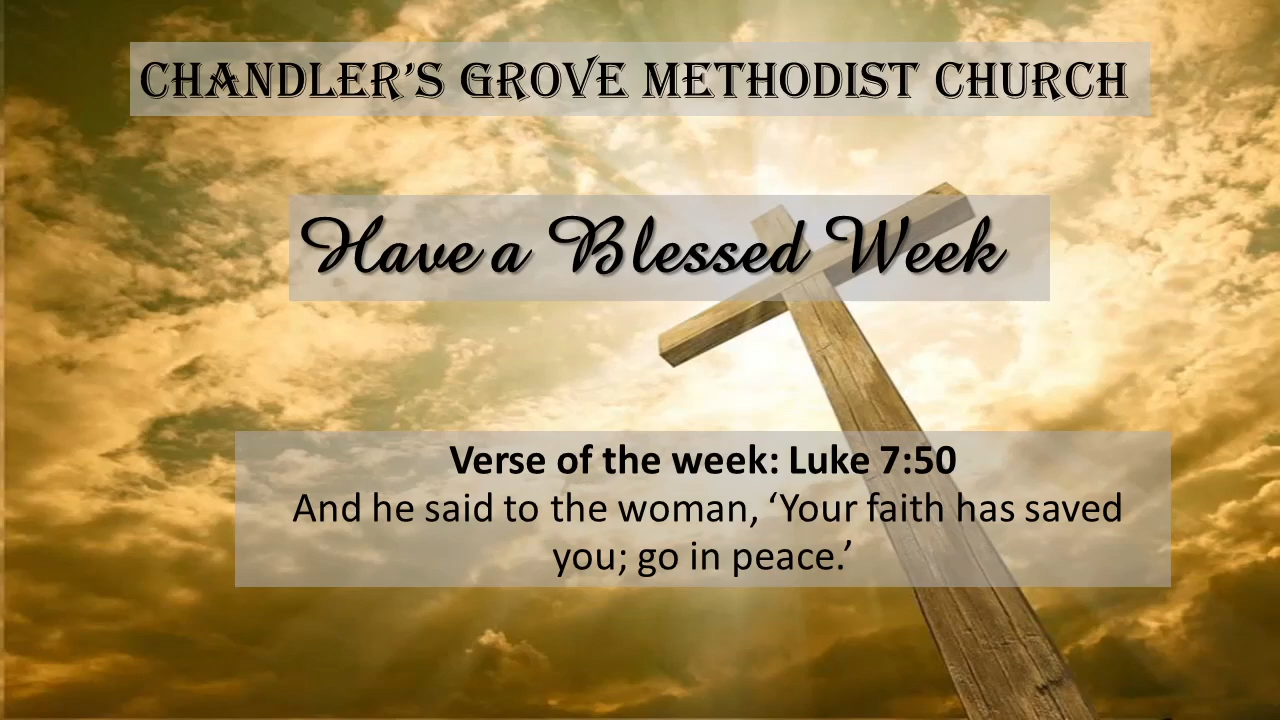 CHANDLER’S GROVE METHODIST CHURCH
Have a Blessed Week
Verse of the week: Luke 7:50
And he said to the woman, ‘Your faith has saved
you; go in peace.’